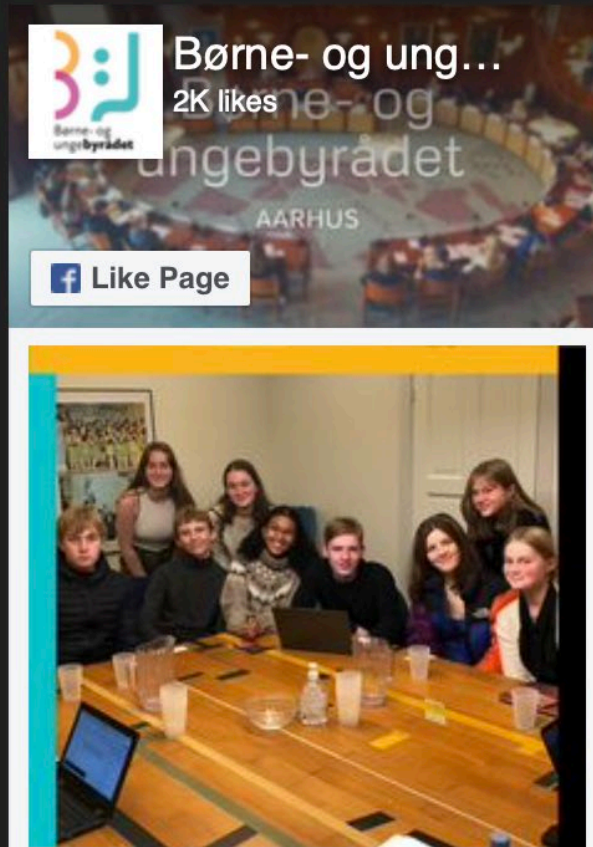 Børne- og
ungebyrådet
Børne- og ung...
2K likes
Børne- og
ungebyrådet
AARHUS
Like Page